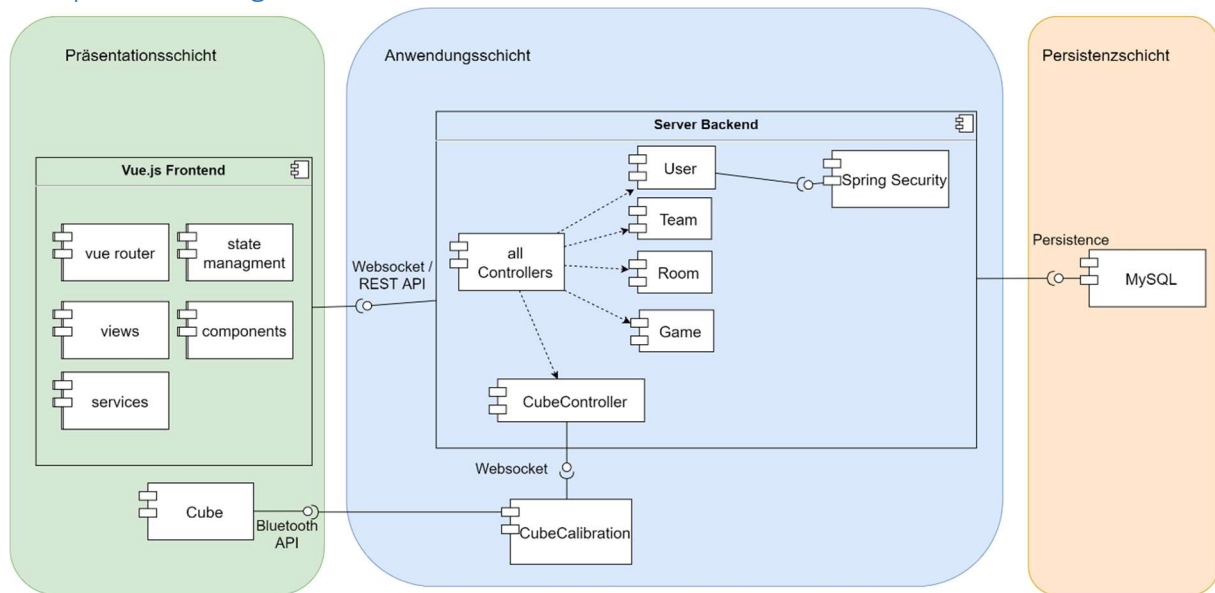 Präsentationsschicht
Anwendungsschicht
Persistenzschicht
Server Backend
Vue.js Frontend
User
Spring Security
Team
vue router
state
managment
all
Controllers
Websocket /
REST API
Room
Persistence
MySQL
views
components
Game
services
CubeController
Websocket
Cube
Bluetooth
API
CubeCalibration